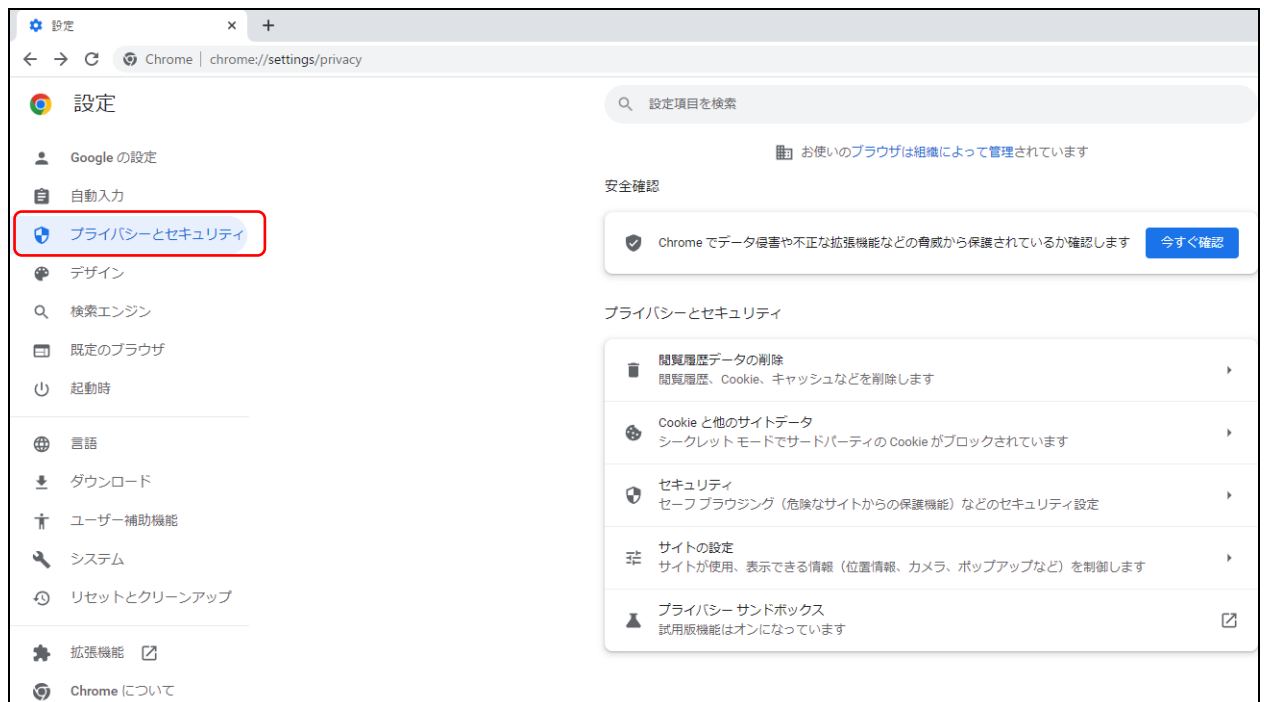 設定
Chrome | chrome://settings/privacy
設定
設定項目を検索
Google の設定
自動入力
プライバシーとセキュリティ
デザイン
検索エンジン
既定のブラウザ
起動時
言語
ダウンロード
ユーザー補助機能
システム
リセットとクリーンアップ
拡張機能
Chrome について
お使いのブラウザは組織によって管理されています
安全確認
Chrome でデータ侵害や不正な拡張機能などの脅威から保護されているか確認します
今すぐ確認
プライバシーとセキュリティ
閲覧履歴データの削除
閲覧履歴、Cookie、キャッシュなどを削除します
Cookie と他のサイトデータ
シークレット モードでサードパーティの Cookie がブロックされています
セキュリティ
セーフ ブラウジング（危険なサイトからの保護機能）などのセキュリティ設定
サイトの設定
サイトが使用、表示できる情報（位置情報、カメラ、ポップアップなど）を制御します
プライバシー サンドボックス
試用版機能はオンになっています